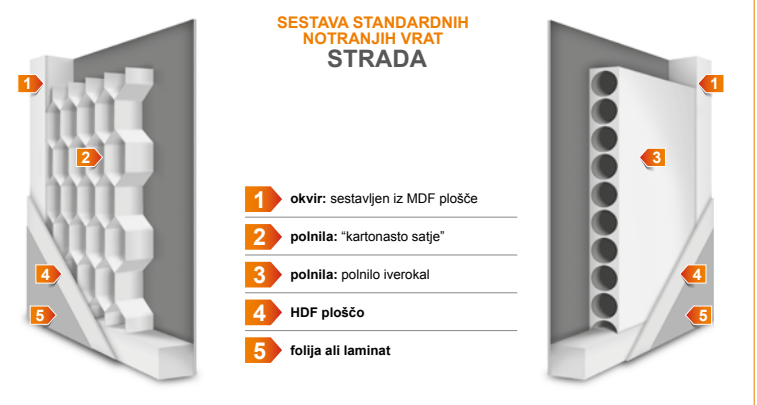 SESTAVA STANDARDNIH
NOTRANJIH VRAT
STRADA
1
2
4
5
1 okvir: sestavljen iz MDF plošče
2 polnila: “kartonasto satje”
3 polnila: polnilo iverokal
4 HDF ploščo
5 folija ali laminat
1
3
4
5